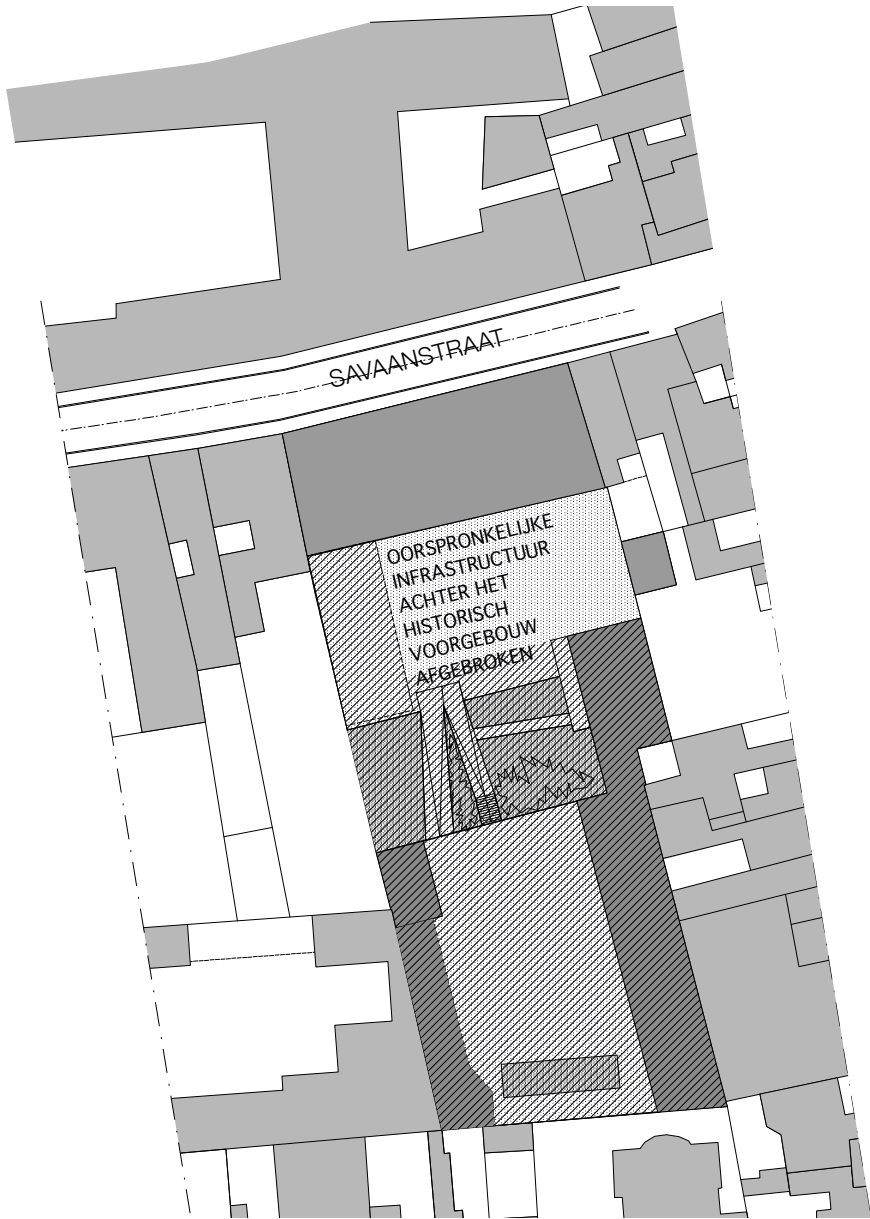 SAVAANSTRAAT
OORSPRONKELIJKE
INFRASTRUCTUUR
ACHTER HET
HISTORISCH
VOORGEBOUW
AFGEBROKEN